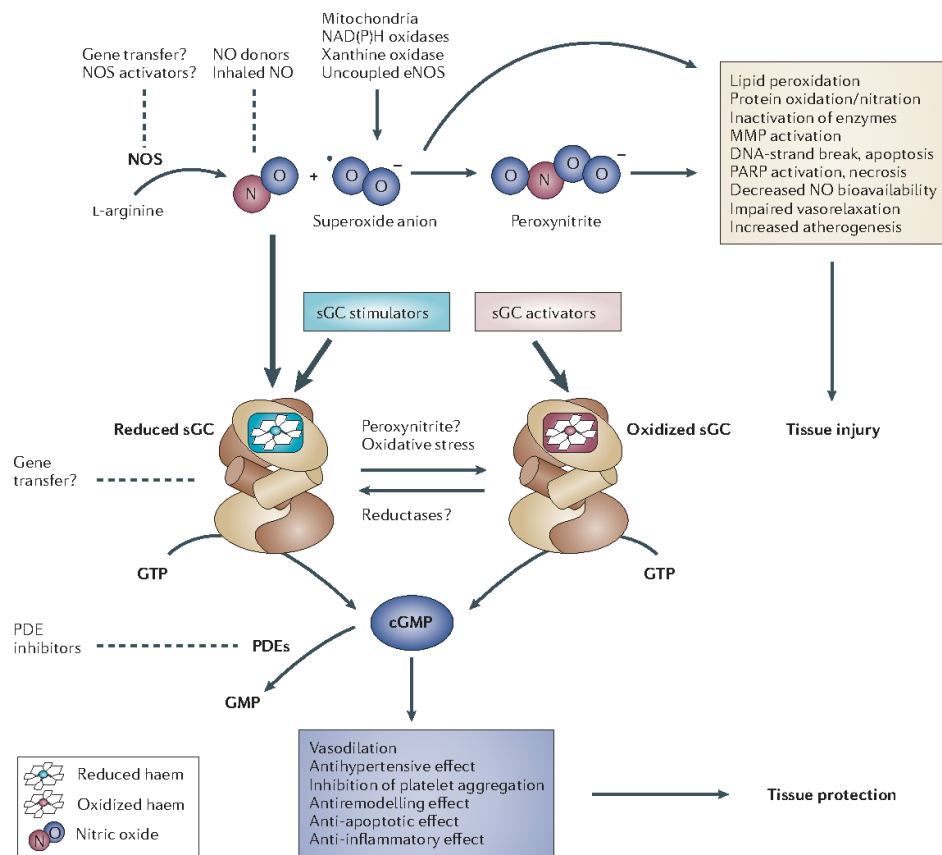 Mitochondria
NAD(P)H oxidases
Xanthine oxidase
Uncoupled eNOS
Gene transfer?
NOS activators?
NO donors
Inhaled NO
NOS
L-arginine
N
O
+
•
O
O
−
Superoxide anion
O
N
O
O
−
Peroxynitrite
Lipid peroxidation
Protein oxidation/nitration
Inactivation of enzymes
MMP activation
DNA-strand break, apoptosis
PARP activation, necrosis
Decreased NO bioavailability
Impaired vasorelaxation
Increased atherogenesis
sGC stimulators
sGC activators
Reduced sGC
Peroxynitrite?
Oxidative stress
Oxidized sGC
Tissue injury
Gene
transfer?
Reductases?
GTP
GTP
cGMP
PDE
inhibitors
PDEs
GMP
Vasodilation
Antihypertensive effect
Inhibition of platelet aggregation
Antiremodelling effect
Anti-apoptotic effect
Anti-inflammatory effect
Tissue protection
Reduced haem
Oxidized haem
N
O
Nitric oxide